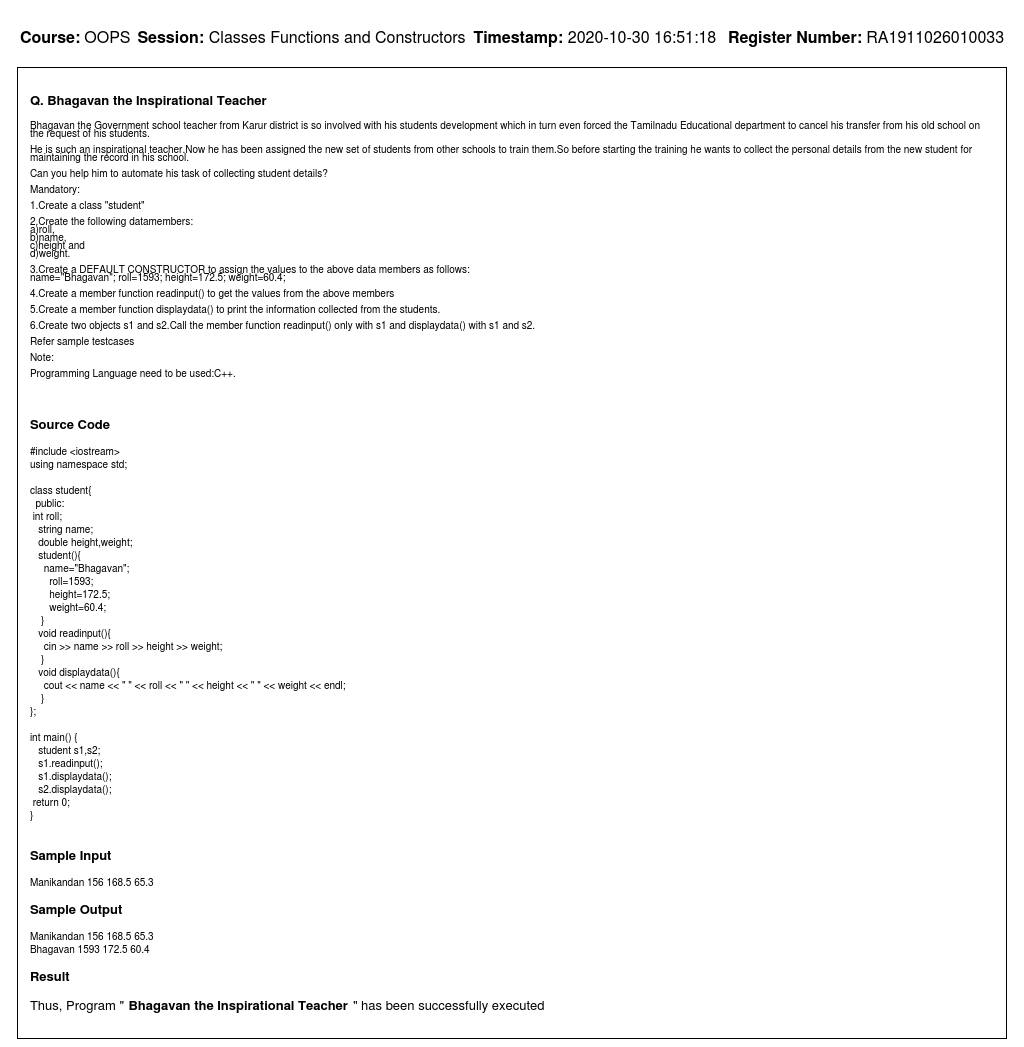 Course: OOPS Session: Classes Functions and Constructors Timestamp: 2020-10-30 16:51:18 Register Number: RA1911026010033
Q. Bhagavan the Inspirational Teacher
Bhagavan the Government school teacher from Karur district is so involved with his students development which in turn even forced the Tamilnadu Educational department to cancel his transfer from his old school on
the request of his students.
He is such an inspirational teacher.Now he has been assigned the new set of students from other schools to train them.So before starting the training he wants to collect the personal details from the new student for
maintaining the record in his school.
Can you help him to automate his task of collecting student details?
Mandatory:
1.Create a class "student"
2.Create the following datamembers:
a)roll,
b)name,
c)height and
d)weight.
3.Create a DEFAULT CONSTRUCTOR to assign the values to the above data members as follows:
name="Bhagavan"; roll=1593; height=172.5; weight=60.4;
4.Create a member function readinput() to get the values from the above members
5.Create a member function displaydata() to print the information collected from the students.
6.Create two objects s1 and s2.Call the member function readinput() only with s1 and displaydata() with s1 and s2.
Refer sample testcases
Note:
Programming Language need to be used:C++.
Source Code
#include <iostream>
using namespace std;
class student{
public:
int roll;
string name;
double height,weight;
student(){
name="Bhagavan";
roll=1593;
height=172.5;
weight=60.4;
}
void readinput(){
cin >> name >> roll >> height >> weight;
}
void displaydata(){
cout << name << " " << roll << " " << height << " " << weight << endl;
}
};
int main() {
student s1,s2;
s1.readinput();
s1.displaydata();
s2.displaydata();
return 0;
}
Sample Input
Manikandan 156 168.5 65.3
Sample Output
Manikandan 156 168.5 65.3
Bhagavan 1593 172.5 60.4
Result
Thus, Program " Bhagavan the Inspirational Teacher " has been successfully executed